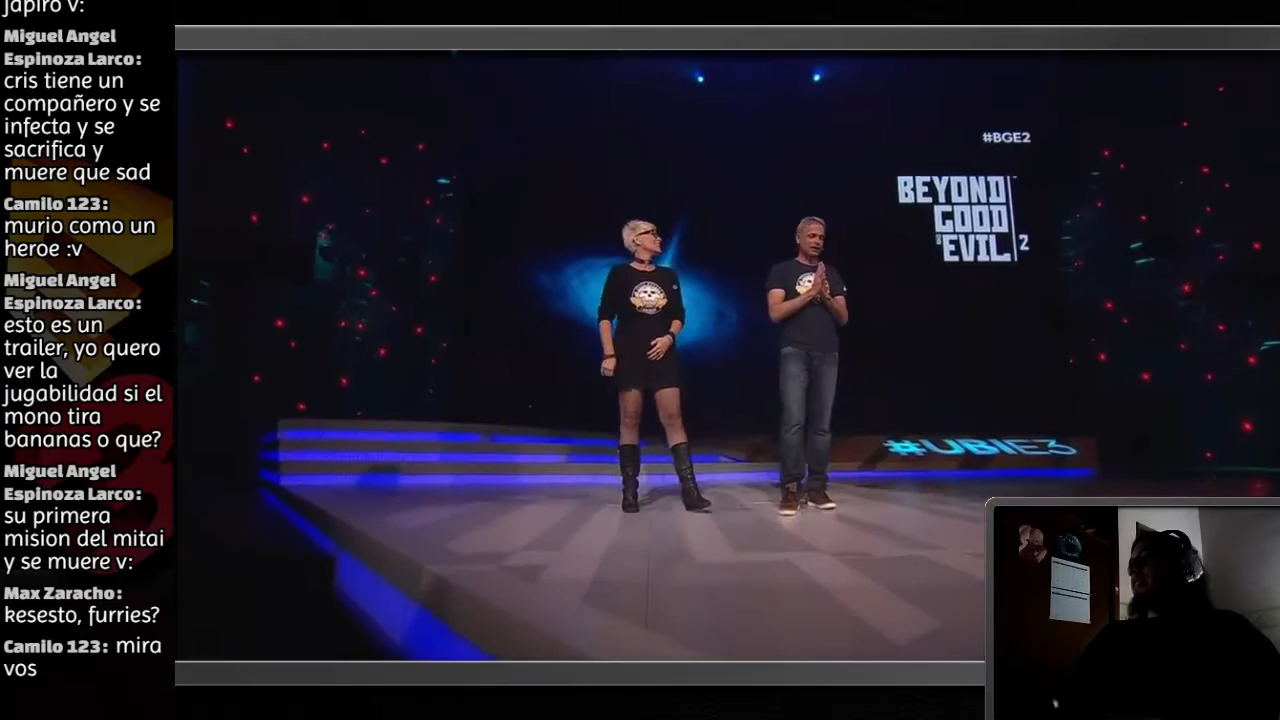 japiro v:
Miguel Angel
Espinoza Larco:
cris tiene un
compañero y se
infecta y se
sacrifica y
muere que sad
Camilo 123:
murio como un
heroe :v
Miguel Angel
Espinoza Larco:
esto es un
trailer, yo quero
ver la
jugabilidad si el
mono tira
bananas o que?
Miguel Angel
Espinoza Larco:
su primera
mision del mitai
y se muere v:
Max Zaracho:
kesesto, furries?
Camilo 123: mira
vos
#BGE2
BEYOND
GOOD
EVIL 2
#UBIE3